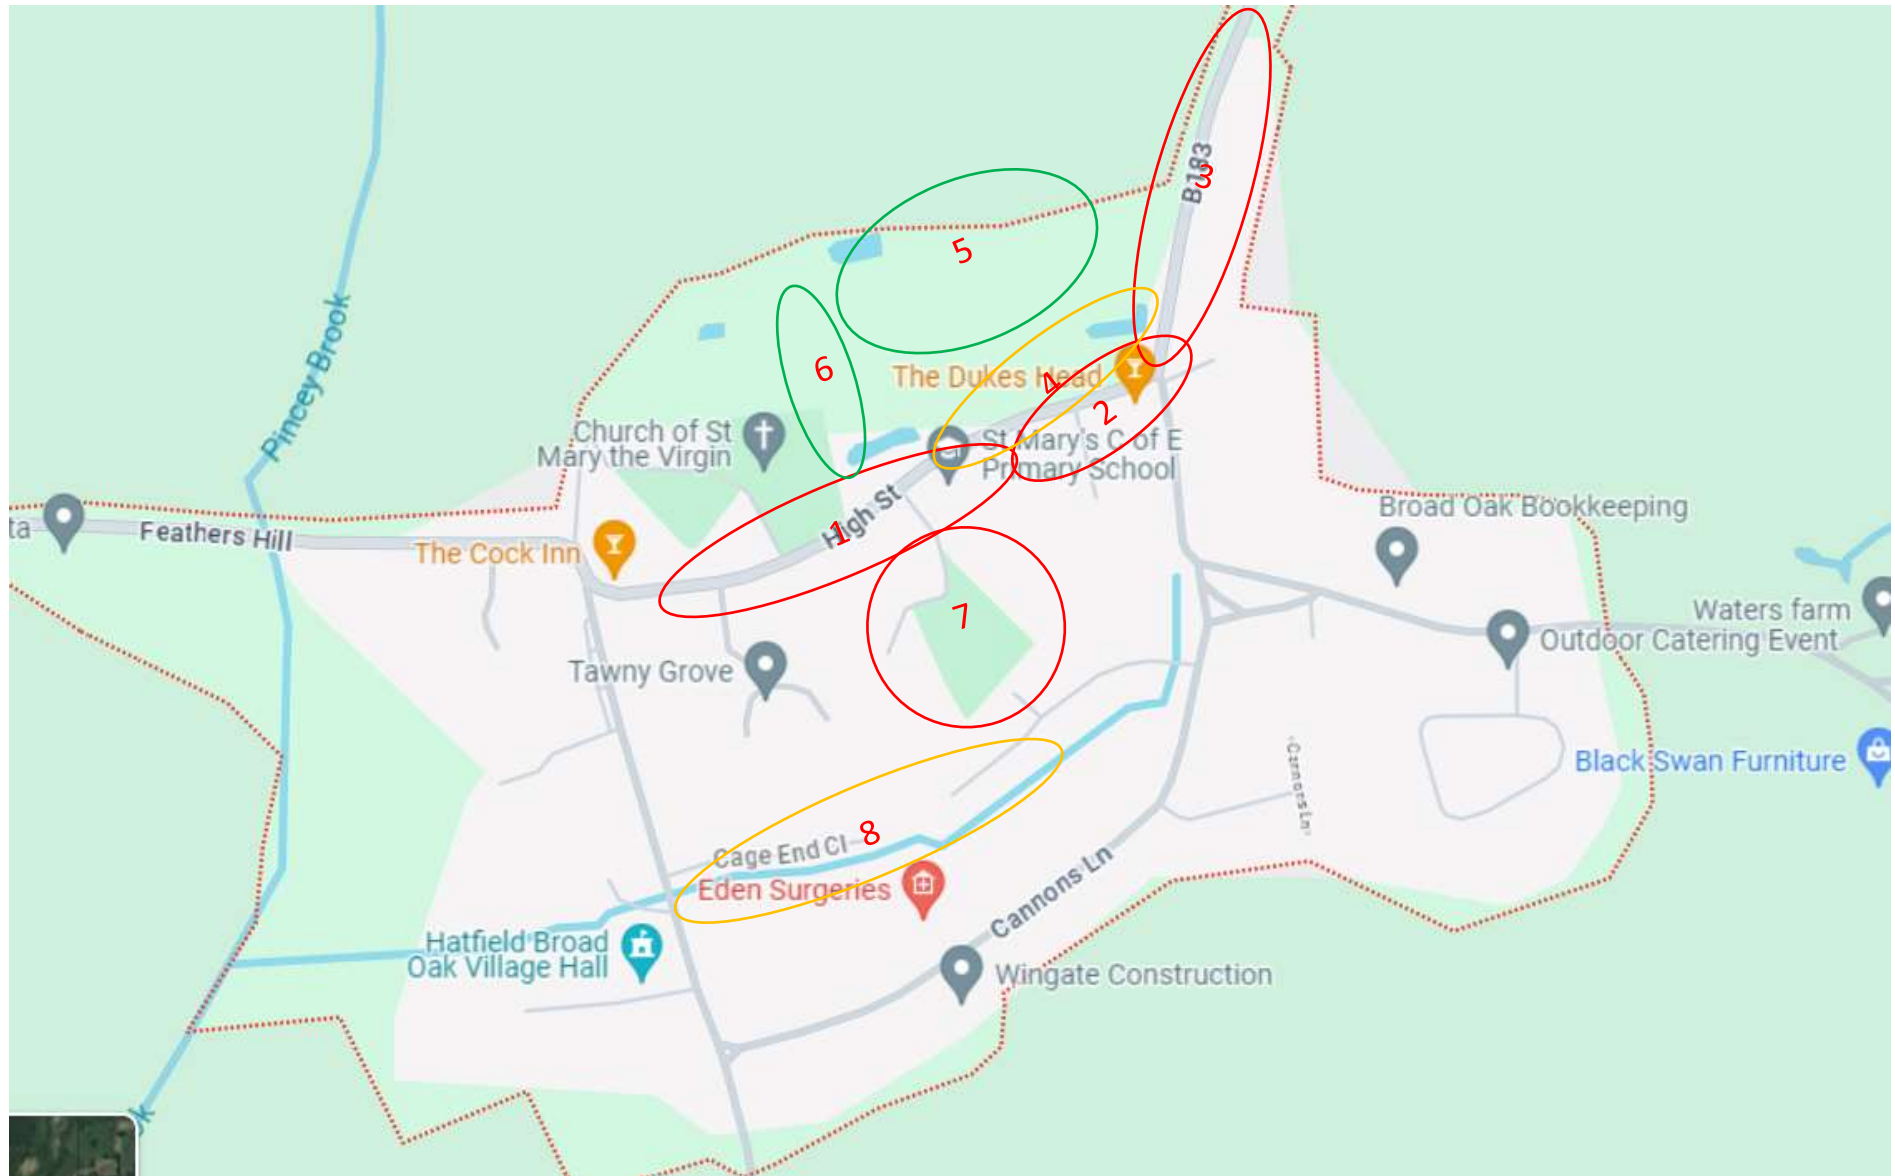 B183
3
5
6
The Dukes Head
4
2
Church of St
Mary the Virgin
St Mary's C of E
Primary School
Pincey Brook
High St
1
Broad Oak Bookkeeping
ta
Feathers Hill
The Cock Inn
7
Waters farm
Outdoor Catering Event
Tawny Grove
Cannons Ln
Black Swan Furniture
8
Cage End Cl
Eden Surgeries
Cannons Ln
Hatfield Broad
Oak Village Hall
Wingate Construction